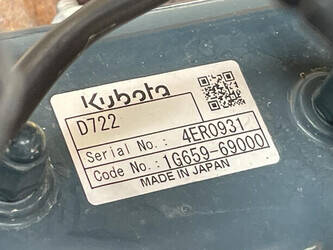 Kubota
D722
Serial No.: 4ER0931
Code No.: 1G659-69000
MADE IN JAPAN